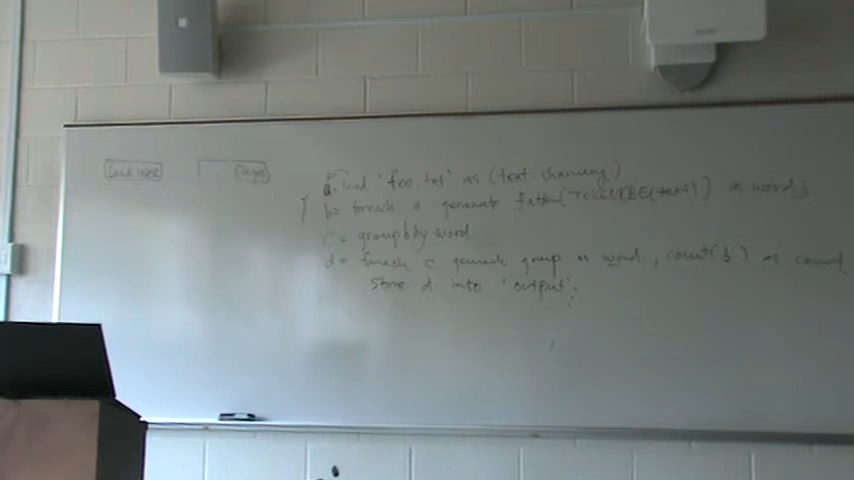 a= load 'foo.txt' as (text: chararray)
b= foreach a generate flatten(TOKENIZE(text)) as word;
c= group b by word
d= foreach c generate group as word, count(b) as count
store d into 'output';